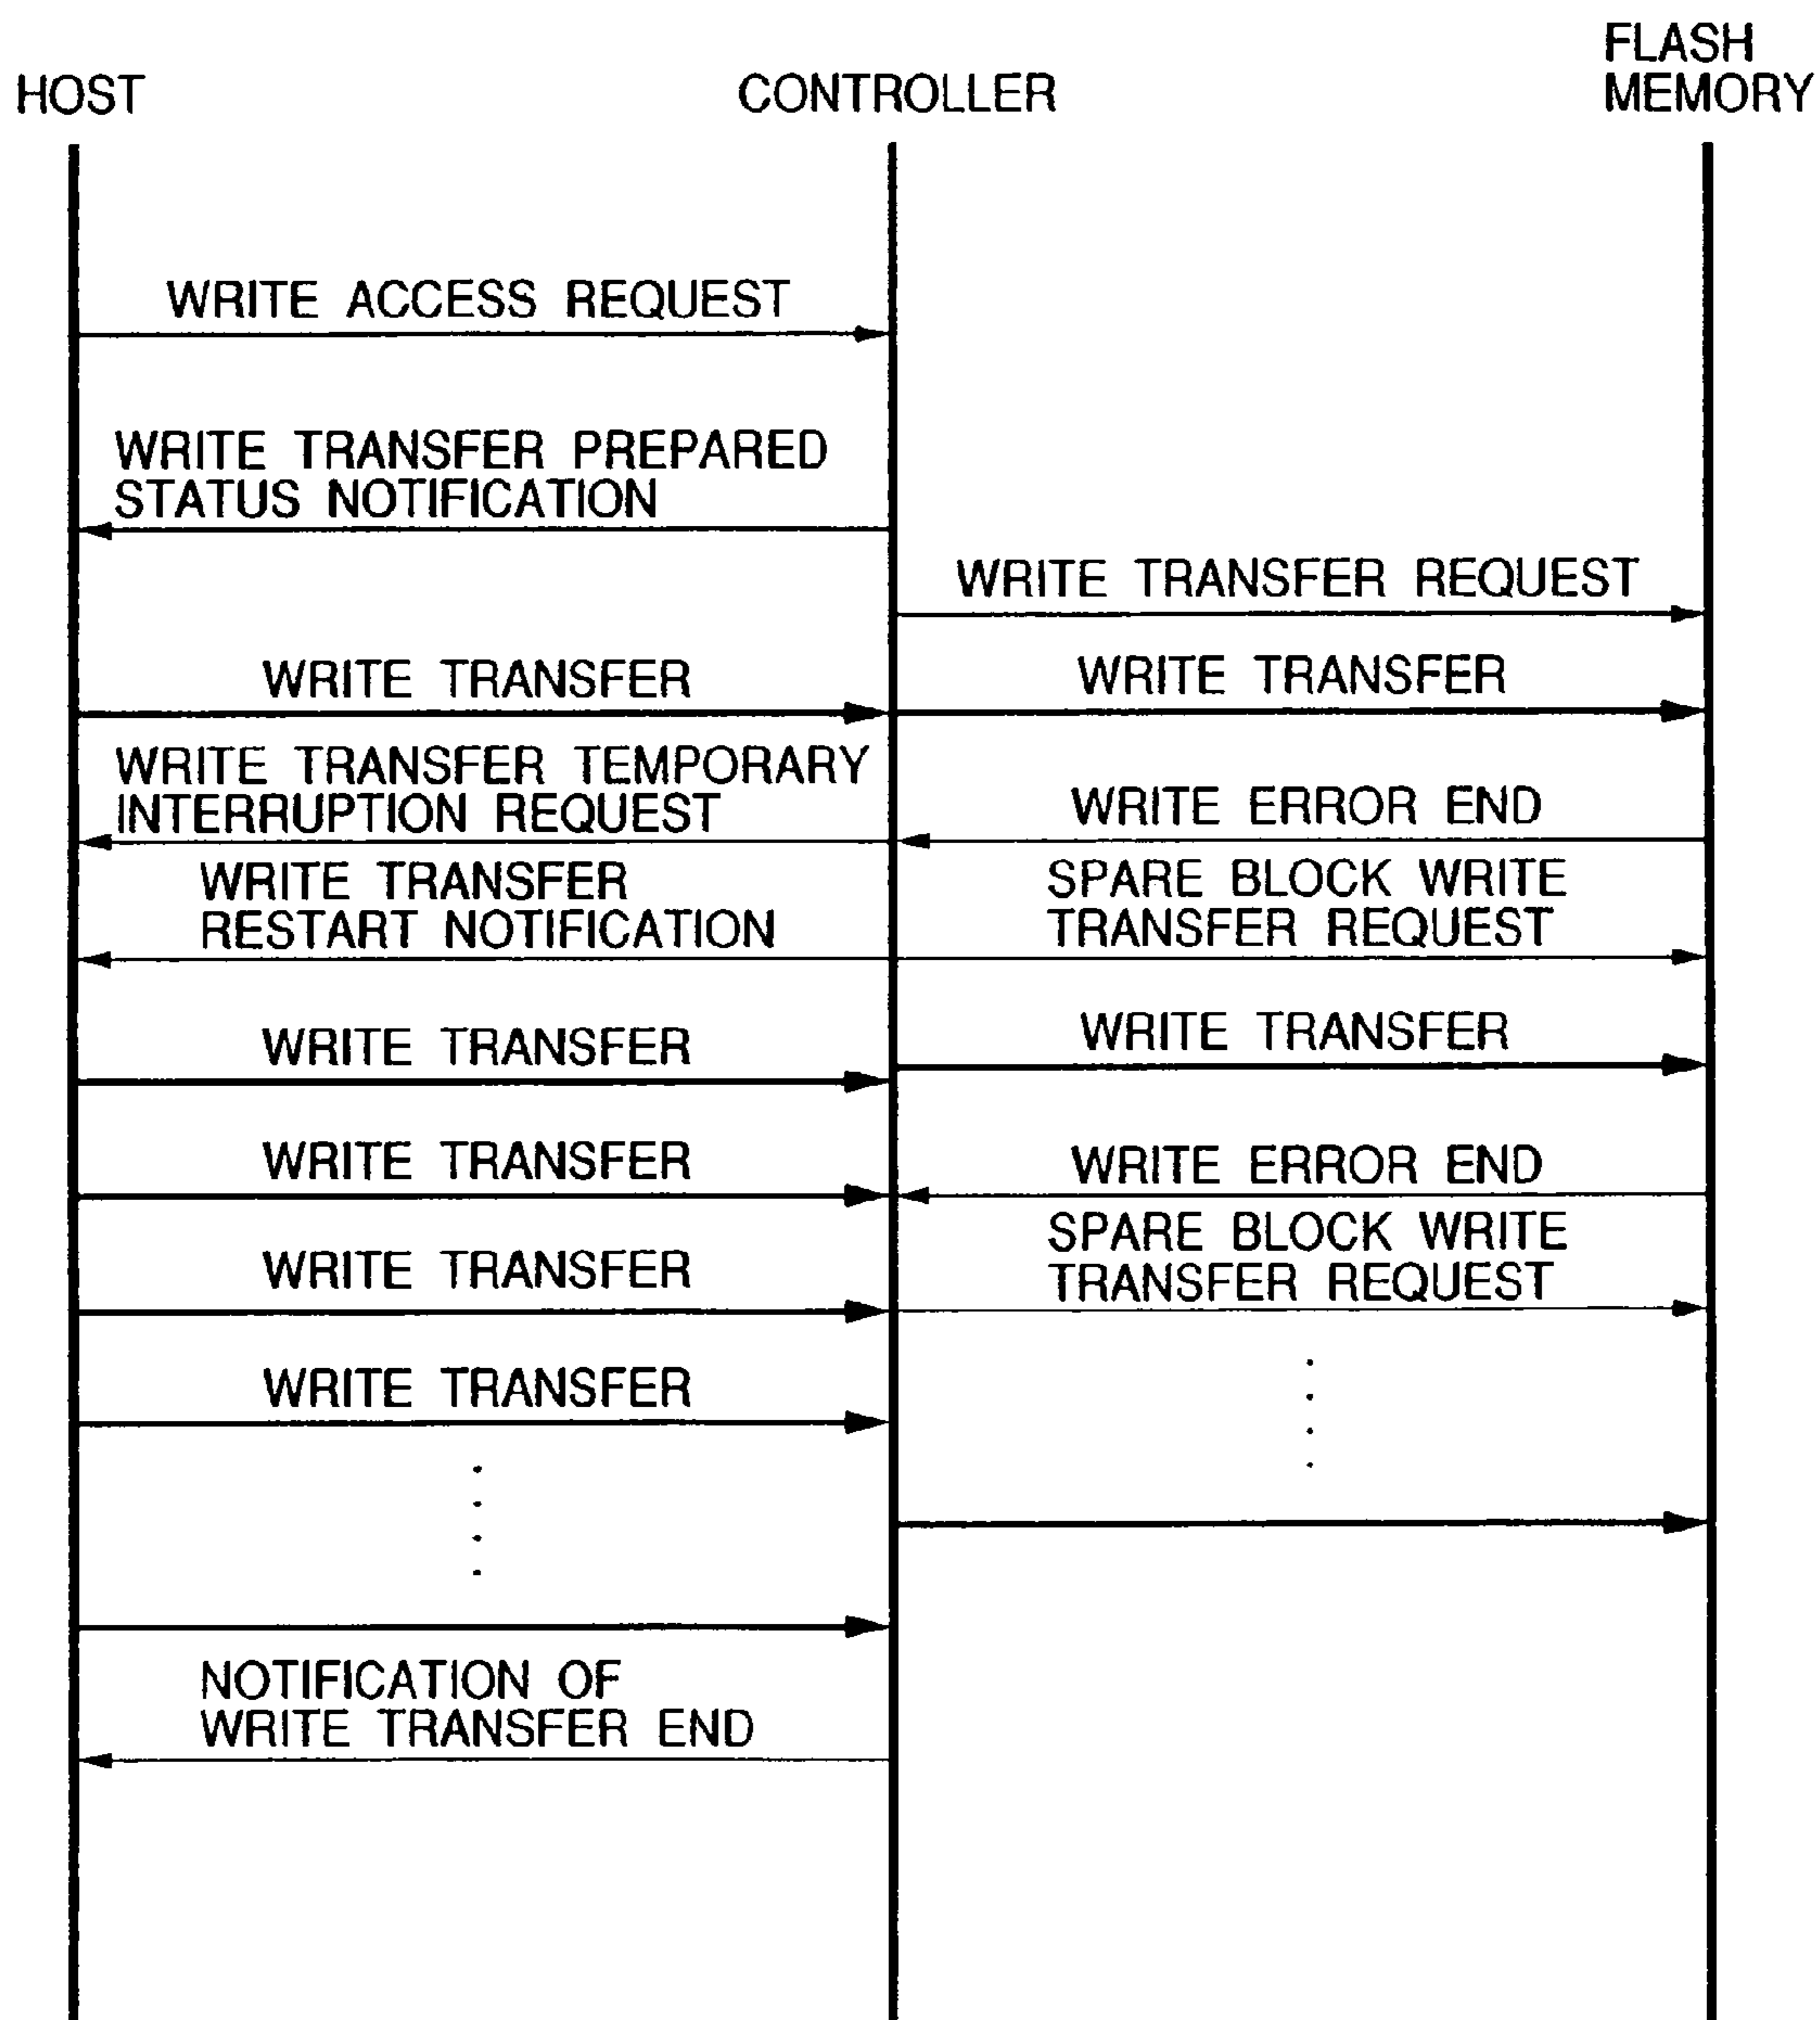 HOST
CONTROLLER
FLASH
MEMORY
WRITE ACCESS REQUEST
WRITE TRANSFER PREPARED
STATUS NOTIFICATION
WRITE TRANSFER REQUEST
WRITE TRANSFER
WRITE TRANSFER
WRITE TRANSFER TEMPORARY
INTERRUPTION REQUEST
WRITE ERROR END
WRITE TRANSFER
RESTART NOTIFICATION
SPARE BLOCK WRITE
TRANSFER REQUEST
WRITE TRANSFER
WRITE TRANSFER
WRITE TRANSFER
WRITE ERROR END
WRITE TRANSFER
SPARE BLOCK WRITE
TRANSFER REQUEST
WRITE TRANSFER
NOTIFICATION OF
WRITE TRANSFER END